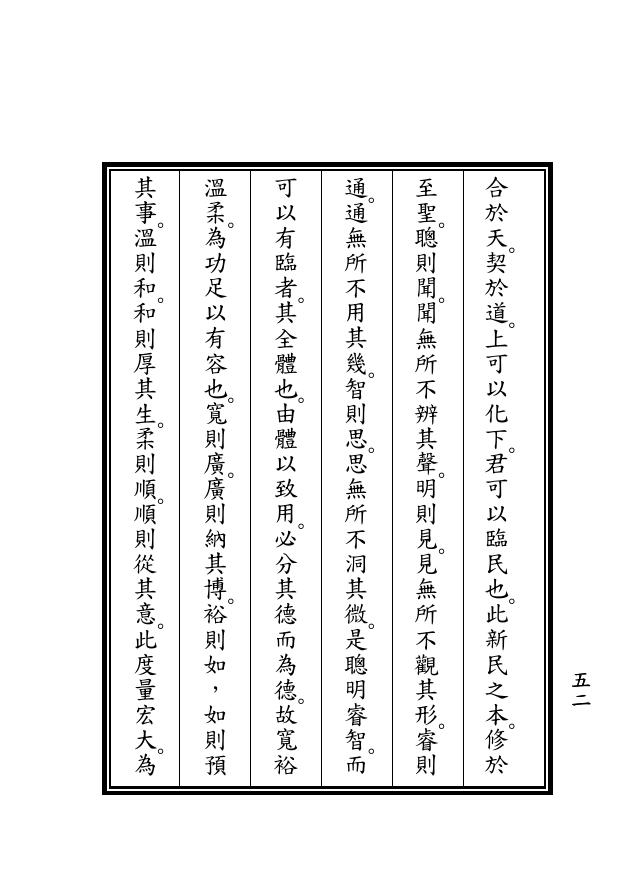 合於天。契於道。上可以化下。君可以臨民也。此新民之本。修於
至聖。聰則聞。聞無所不辨其聲。明則見。見無所不觀其形。睿則
通。通無所不用其幾。智則思。思無所不洞其微。是聰明睿智。而
可以有臨者。其全體也。由體以致用。必分其德而為德。故寬裕
溫柔。為功足以有容也。寬則廣。廣則納其博。裕則如，如則預
其事。溫則和。和則厚其生。柔則順。順則從其意。此度量宏大。為
五二